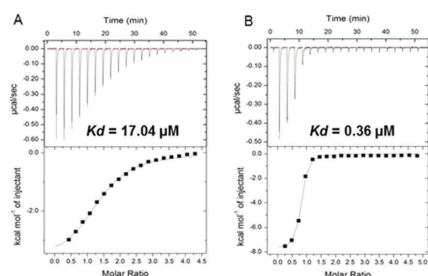 A
Time (min)
0 10 20 30 40 50
0.00
-0.10
-0.20
-0.30
-0.40
-0.50
-0.60
µcal/sec
Kd = 17.04 µM
0.0
-2.0
kcal mol⁻¹ of injectant
0.0 0.5 1.0 1.5 2.0 2.5 3.0 3.5 4.0 4.5
Molar Ratio
B
Time (min)
0 10 20 30 40 50
0.00
-0.10
-0.20
-0.30
-0.40
-0.50
µcal/sec
Kd = 0.36 µM
0.0
-2.0
-4.0
-6.0
-8.0
kcal mol⁻¹ of injectant
0.0 0.5 1.0 1.5 2.0 2.5 3.0 3.5 4.0 4.5 5.0
Molar Ratio